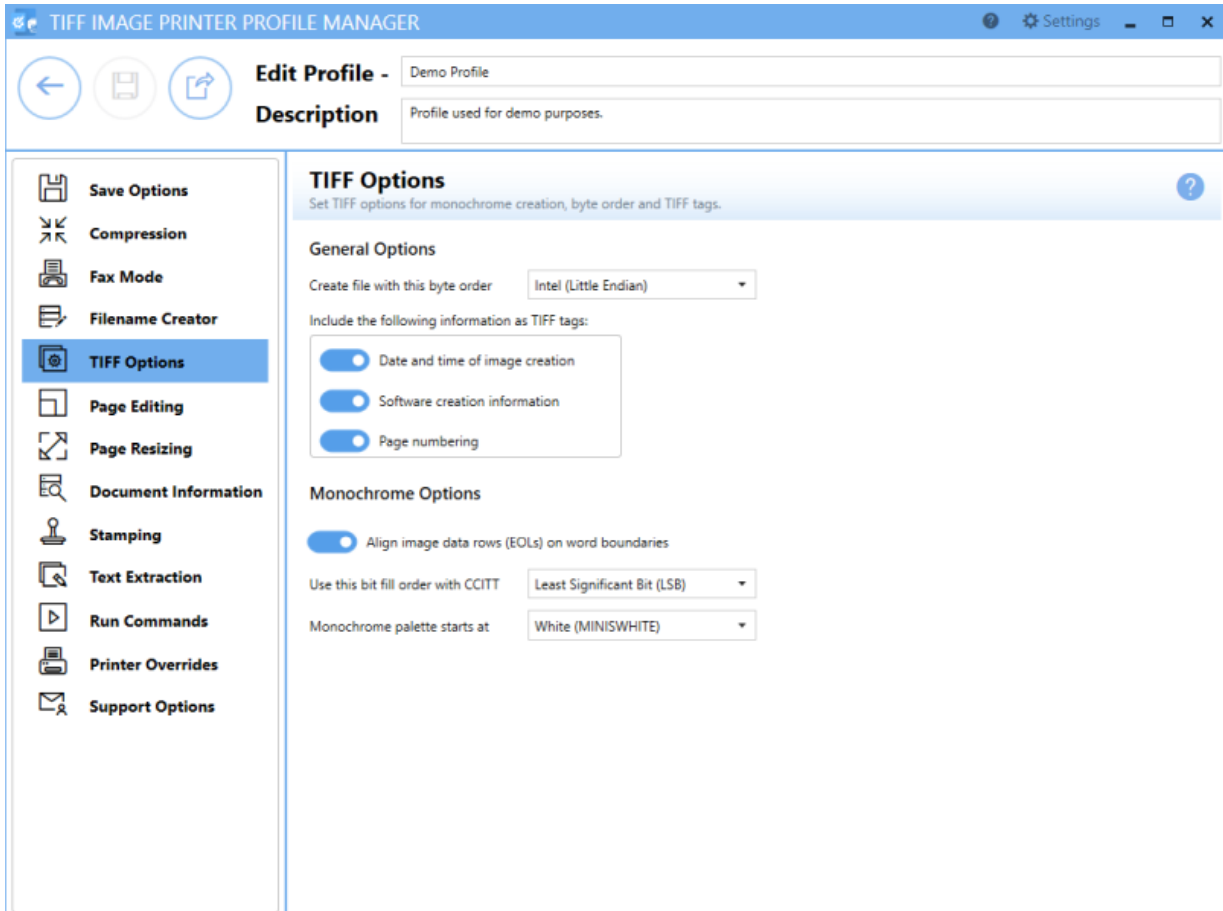 TIFF IMAGE PRINTER PROFILE MANAGER
? Settings
Edit Profile - Demo Profile
Description Profile used for demo purposes.
Save Options
Compression
Fax Mode
Filename Creator
TIFF Options
Page Editing
Page Resizing
Document Information
Stamping
Text Extraction
Run Commands
Printer Overrides
Support Options
TIFF Options
?
Set TIFF options for monochrome creation, byte order and TIFF tags.
General Options
Create file with this byte order Intel (Little Endian)
Include the following information as TIFF tags:
Date and time of image creation
Software creation information
Page numbering
Monochrome Options
Align image data rows (EOLs) on word boundaries
Use this bit fill order with CCITT Least Significant Bit (LSB)
Monochrome palette starts at White (MINISWHITE)